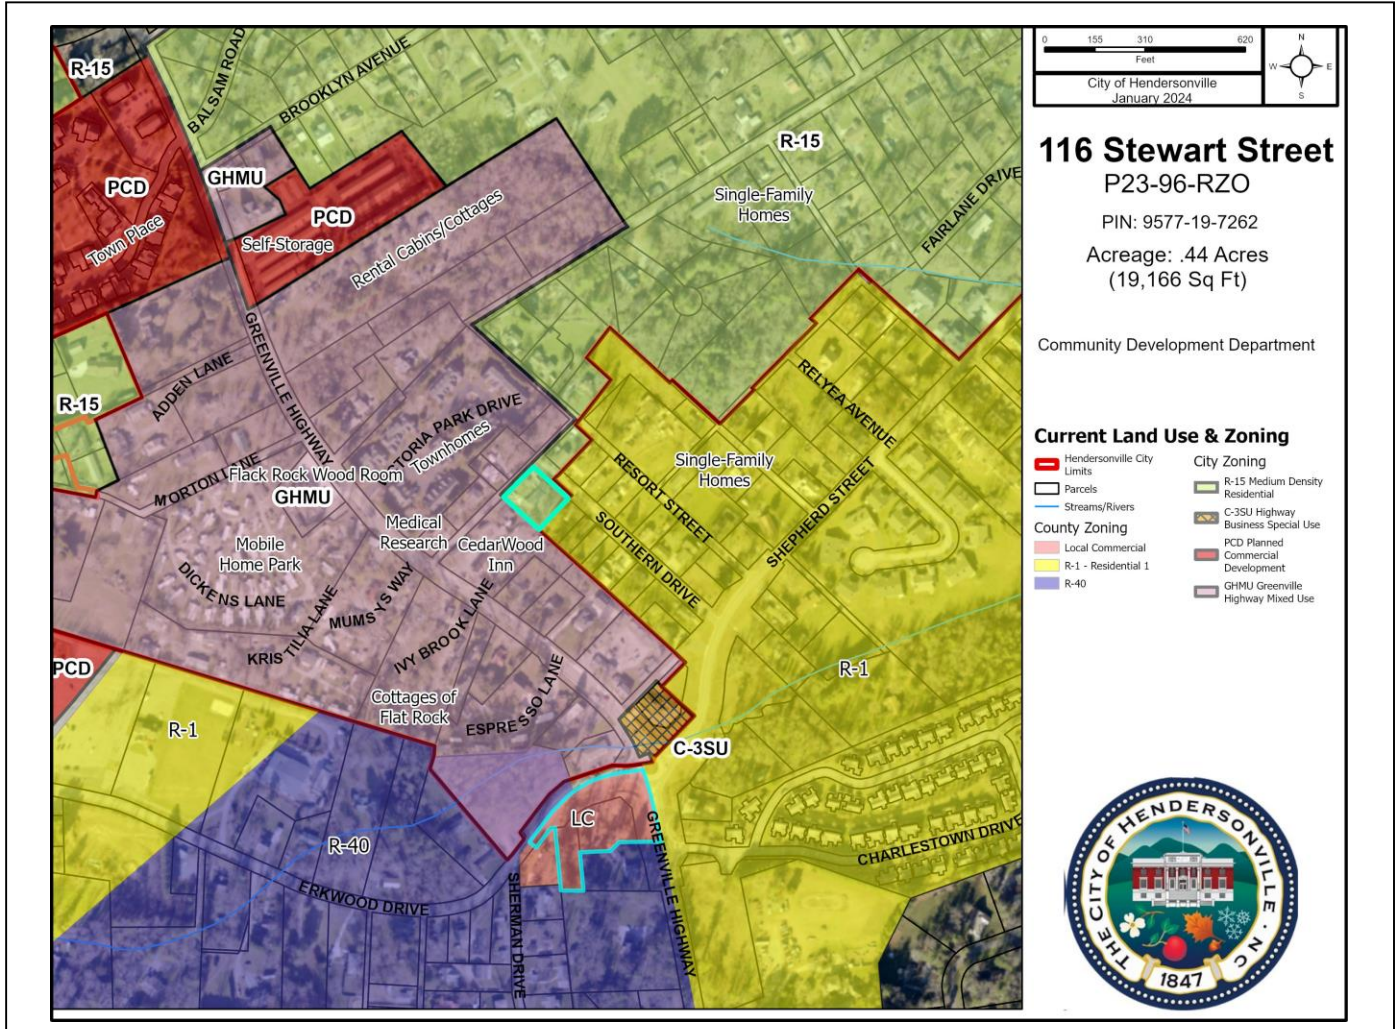 0 155 310 620
Feet
City of Hendersonville
January 2024
N
W E
S
116 Stewart Street
P23-96-RZO
PIN: 9577-19-7262
Acreage: .44 Acres
(19,166 Sq Ft)
Community Development Department
Current Land Use & Zoning
Hendersonville City
Limits
Parcels
Streams/Rivers
County Zoning
Local Commercial
R-1 - Residential 1
R-40
City Zoning
R-15 Medium Density
Residential
C-3SU Highway
Business Special Use
PCD Planned
Commercial
Development
GHMU Greenville
Highway Mixed Use
THE CITY OF HENDERSONVILLE · NC
1847
R-15
BALSAM ROAD
BROOKLYN AVENUE
R-15
PCD
Town Place
GHMU
PCD
Self-Storage
Rental Cabins/Cottages
Single-Family
Homes
FAIRLANE DRIVE
GREENVILLE HIGHWAY
ADDEN LANE
R-15
MORTON LANE
Flack Rock Wood Room
GHMU
TORIA PARK DRIVE
Townhomes
RELYEA AVENUE
Single-Family
Homes
RESORT STREET
SOUTHERN DRIVE
SHEPHERD STREET
Medical
Research
CedarWood
Inn
Mobile
Home Park
DICKENS LANE
KRISTILIA LANE
MUMSYS WAY
IVY BROOK LANE
ESPRESSO LANE
Cottages of
Flat Rock
PCD
R-1
R-1
C-3SU
LC
R-40
ERKWOOD DRIVE
SHERMAN DRIVE
GREENVILLE HIGHWAY
CHARLESTOWN DRIVE